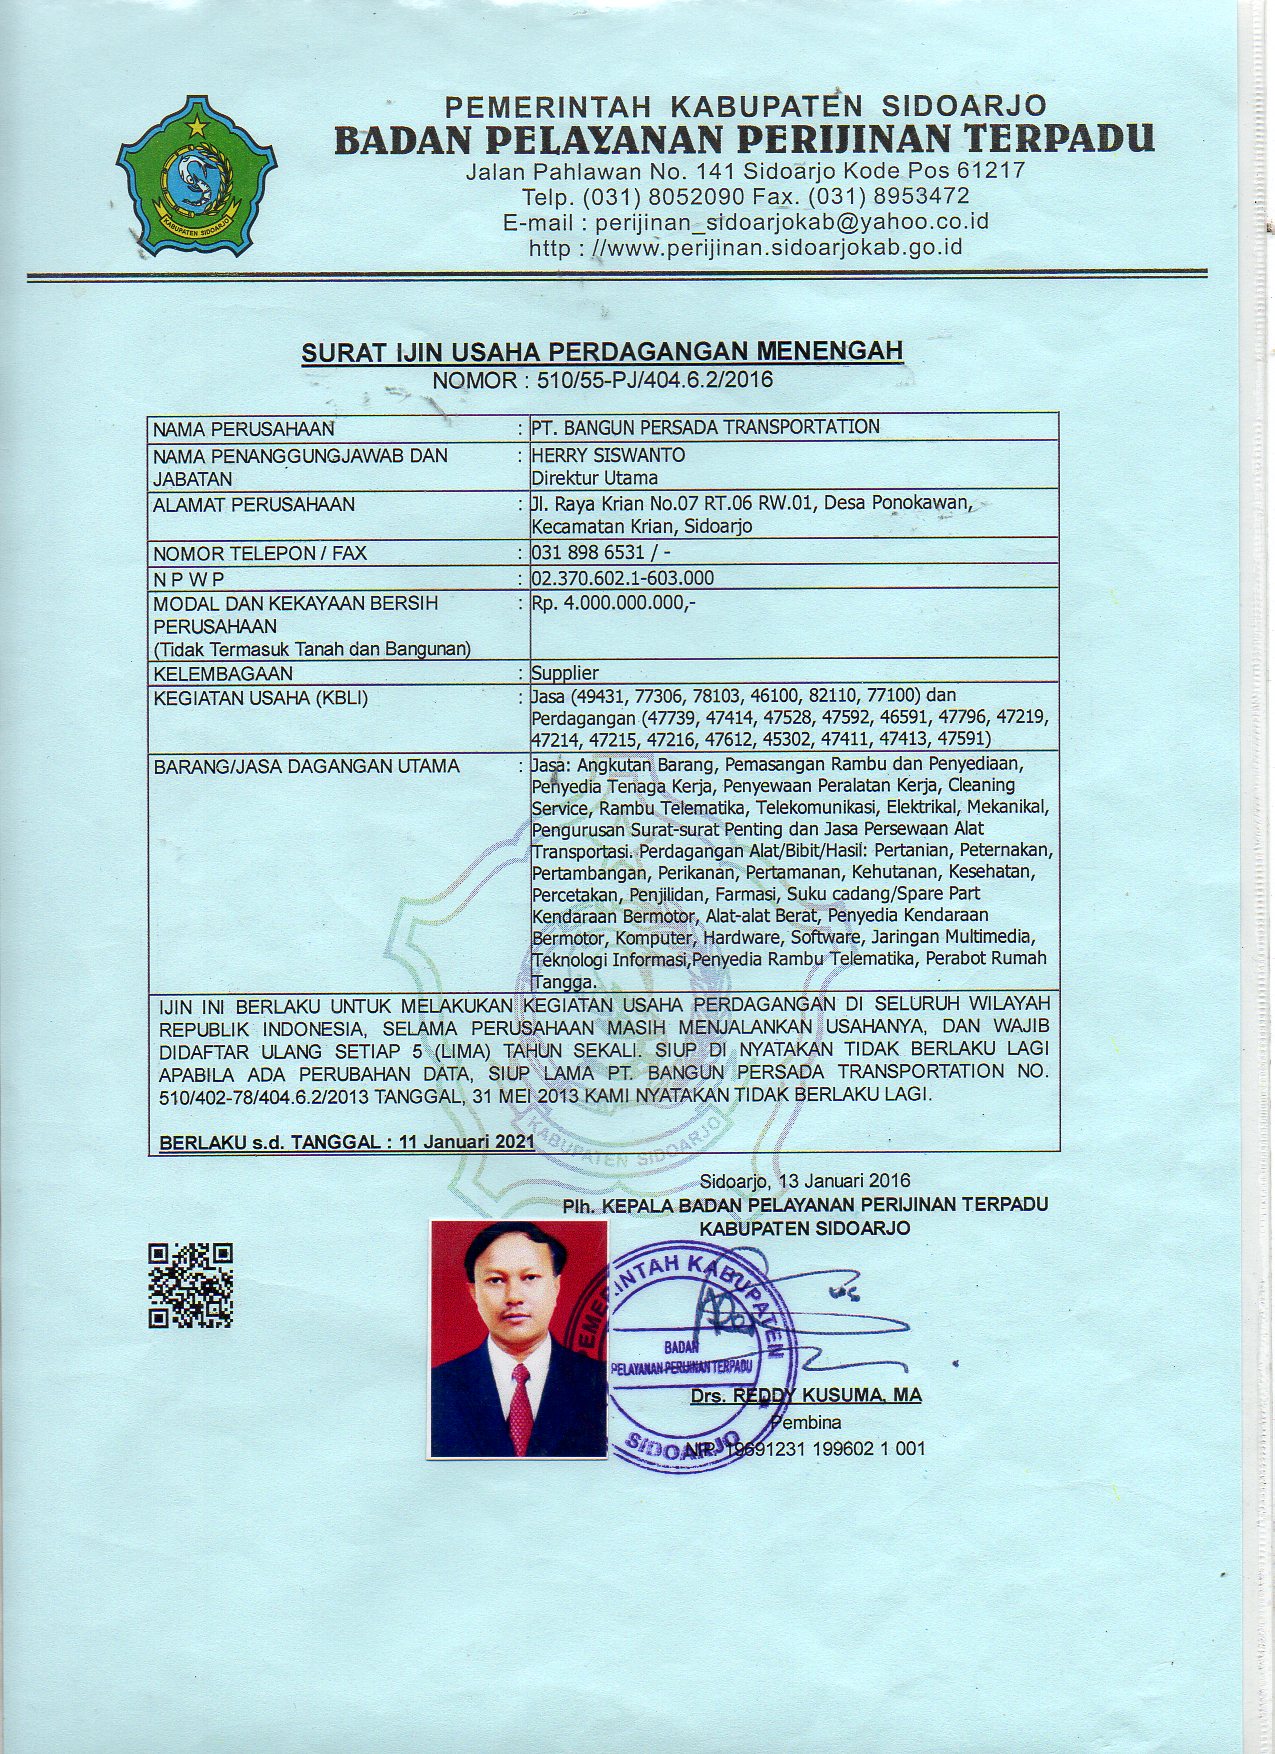 PEMERINTAH KABUPATEN SIDOARJO
BADAN PELAYANAN PERIJINAN TERPADU
Jalan Pahlawan No. 141 Sidoarjo Kode Pos 61217
Telp. (031) 8052090 Fax. (031) 8953472
E-mail : perijinan_sidoarjokab@yahoo.co.id
http : //www.perijinan.sidoarjokab.go.id
KABUPATEN SIDOARJO
SURAT IJIN USAHA PERDAGANGAN MENENGAH
NOMOR : 510/55-PJ/404.6.2/2016
NAMA PERUSAHAAN : PT. BANGUN PERSADA TRANSPORTATION
NAMA PENANGGUNGJAWAB DAN : HERRY SISWANTO
JABATAN Direktur Utama
ALAMAT PERUSAHAAN : Jl. Raya Krian No.07 RT.06 RW.01, Desa Ponokawan,
Kecamatan Krian, Sidoarjo
NOMOR TELEPON / FAX : 031 898 6531 / -
N P W P : 02.370.602.1-603.000
MODAL DAN KEKAYAAN BERSIH : Rp. 4.000.000.000,-
PERUSAHAAN
(Tidak Termasuk Tanah dan Bangunan)
KELEMBAGAAN : Supplier
KEGIATAN USAHA (KBLI) : Jasa (49431, 77306, 78103, 46100, 82110, 77100) dan
Perdagangan (47739, 47414, 47528, 47592, 46591, 47796, 47219,
47214, 47215, 47216, 47612, 45302, 47411, 47413, 47591)
BARANG/JASA DAGANGAN UTAMA : Jasa: Angkutan Barang, Pemasangan Rambu dan Penyediaan,
Penyedia Tenaga Kerja, Penyewaan Peralatan Kerja, Cleaning
Service, Rambu Telematika, Telekomunikasi, Elektrikal, Mekanikal,
Pengurusan Surat-surat Penting dan Jasa Persewaan Alat
Transportasi. Perdagangan Alat/Bibit/Hasil: Pertanian, Peternakan,
Pertambangan, Perikanan, Pertamanan, Kehutanan, Kesehatan,
Percetakan, Penjilidan, Farmasi, Suku cadang/Spare Part
Kendaraan Bermotor, Alat-alat Berat, Penyedia Kendaraan
Bermotor, Komputer, Hardware, Software, Jaringan Multimedia,
Teknologi Informasi,Penyedia Rambu Telematika, Perabot Rumah
Tangga.
IJIN INI BERLAKU UNTUK MELAKUKAN KEGIATAN USAHA PERDAGANGAN DI SELURUH WILAYAH
REPUBLIK INDONESIA, SELAMA PERUSAHAAN MASIH MENJALANKAN USAHANYA, DAN WAJIB
DIDAFTAR ULANG SETIAP 5 (LIMA) TAHUN SEKALI. SIUP DI NYATAKAN TIDAK BERLAKU LAGI
APABILA ADA PERUBAHAN DATA, SIUP LAMA PT. BANGUN PERSADA TRANSPORTATION NO.
510/402-78/404.6.2/2013 TANGGAL, 31 MEI 2013 KAMI NYATAKAN TIDAK BERLAKU LAGI.
KABUPATEN SIDOARJO
BERLAKU s.d. TANGGAL : 11 Januari 2021
Sidoarjo, 13 Januari 2016
Plh. KEPALA BADAN PELAYANAN PERIJINAN TERPADU
KABUPATEN SIDOARJO
PEMERINTAH KABUPATEN
BADAN
PELAYANAN PERIJINAN TERPADU
SIDOARJO
Drs. REDDY KUSUMA, MA
Pembina
NIP. 19691231 199602 1 001